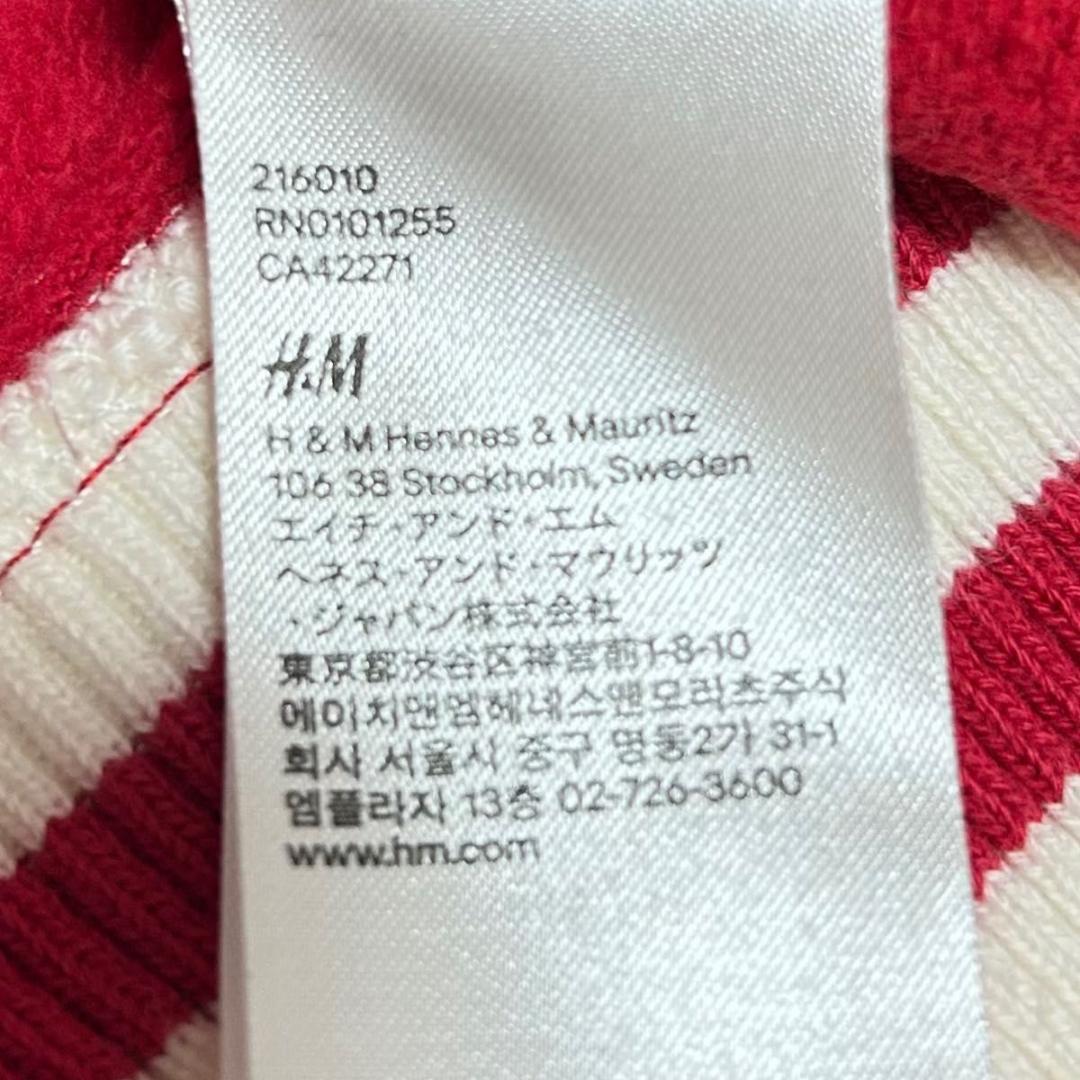 216010
RN0101255
CA42271
H&M
H & M Hennes & Mauritz
106 38 Stockholm, Sweden
エイチ・アンド・エム
ヘネス・アンド・マウリッツ
・ジャパン株式会社
東京都渋谷区神宮前1-8-10
에이치앤엠헤네스앤모리츠주식
회사 서울시 중구 명동2가 31-1
엠플라자 13층 02-726-3600
www.hm.com